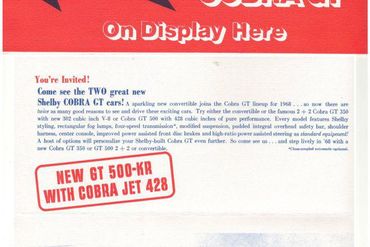 COBRA GT
On Display Here
You're Invited!
Come see the TWO great new
Shelby COBRA GT cars! A sparkling new convertible joins the Cobra GT lineup for 1968 . . . so now there are
twice as many good reasons to see and drive these exciting cars. Try either the convertible or the famous 2 + 2 Cobra GT 350
with new 302 cubic inch V-8 or Cobra GT 500 with 428 cubic inches of pure performance. Every model features Shelby
styling, rectangular fog lamps, four-speed transmission*, modified suspension, padded integral overhead safety bar, shoulder
harness, center console, improved power assisted front disc brakes and high-ratio power assisted steering as standard equipment!
A host of options will personalize your Shelby-built Cobra GT even further. So come see us . . . and step lively in '68 with a
new Cobra GT 350 or GT 500 2 + 2 or convertible.
NEW GT 500-KR
WITH COBRA JET 428